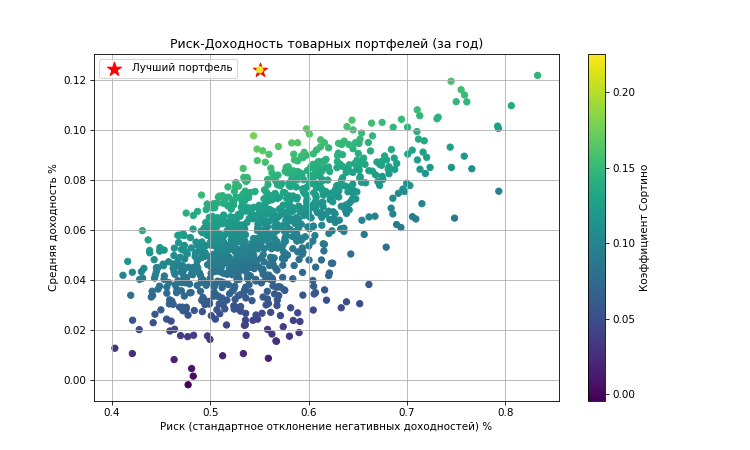 Риск-Доходность товарных портфелей (за год)
Лучший портфель
0.12
0.10
0.08
0.06
0.04
0.02
0.00
Средняя доходность %
0.4 0.5 0.6 0.7 0.8
Риск (стандартное отклонение негативных доходностей) %
0.20
0.15
0.10
0.05
0.00
Коэффициент Сортино